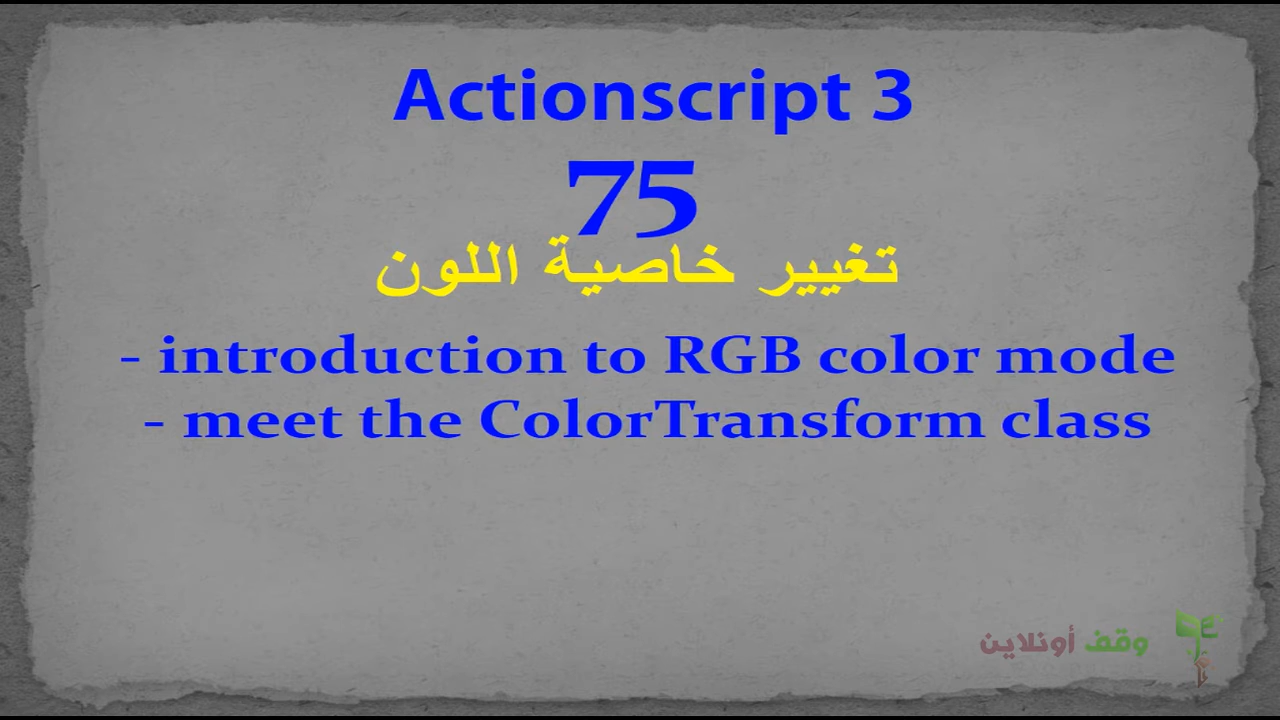 Actionscript 3
75
تغيير خاصية اللون
- introduction to RGB color mode
- meet the ColorTransform class
وقف أونلاين